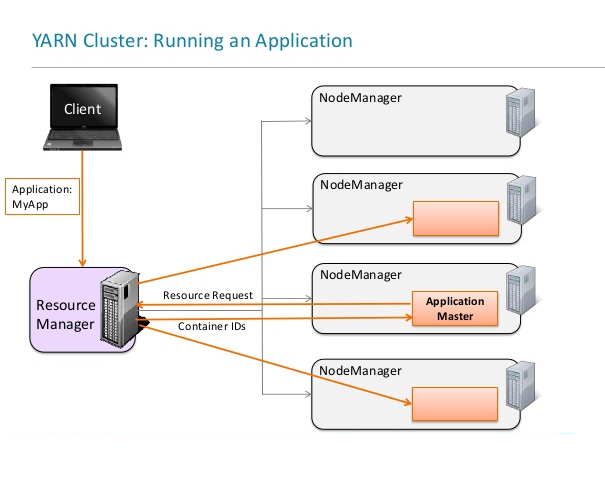 YARN Cluster: Running an Application
Client
Application:
MyApp
Resource
Manager
Resource Request
Container IDs
NodeManager
NodeManager
NodeManager
Application
Master
NodeManager